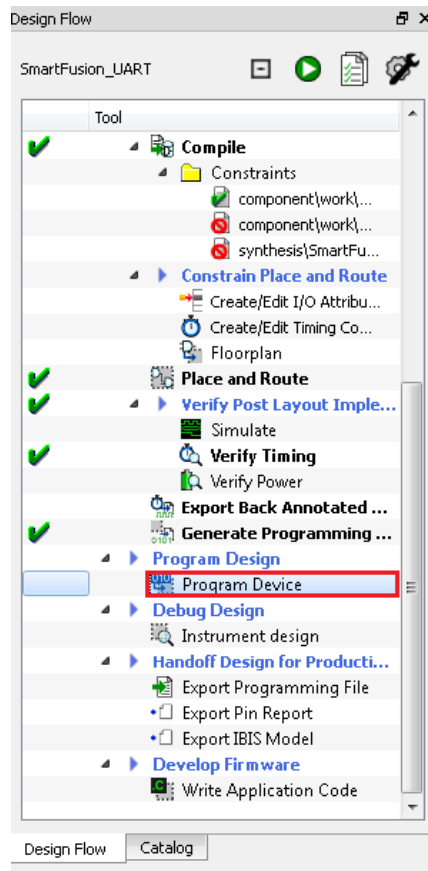 Design Flow
SmartFusion_UART
Tool
Compile
Constraints
component\work\...
component\work\...
synthesis\SmartFu...
Constrain Place and Route
Create/Edit I/O Attribu...
Create/Edit Timing Co...
Floorplan
Place and Route
Verify Post Layout Imple...
Simulate
Verify Timing
Verify Power
Export Back Annotated ...
Generate Programming ...
Program Design
Program Device
Debug Design
Instrument design
Handoff Design for Producti...
Export Programming File
Export Pin Report
Export IBIS Model
Develop Firmware
Write Application Code
Design Flow Catalog